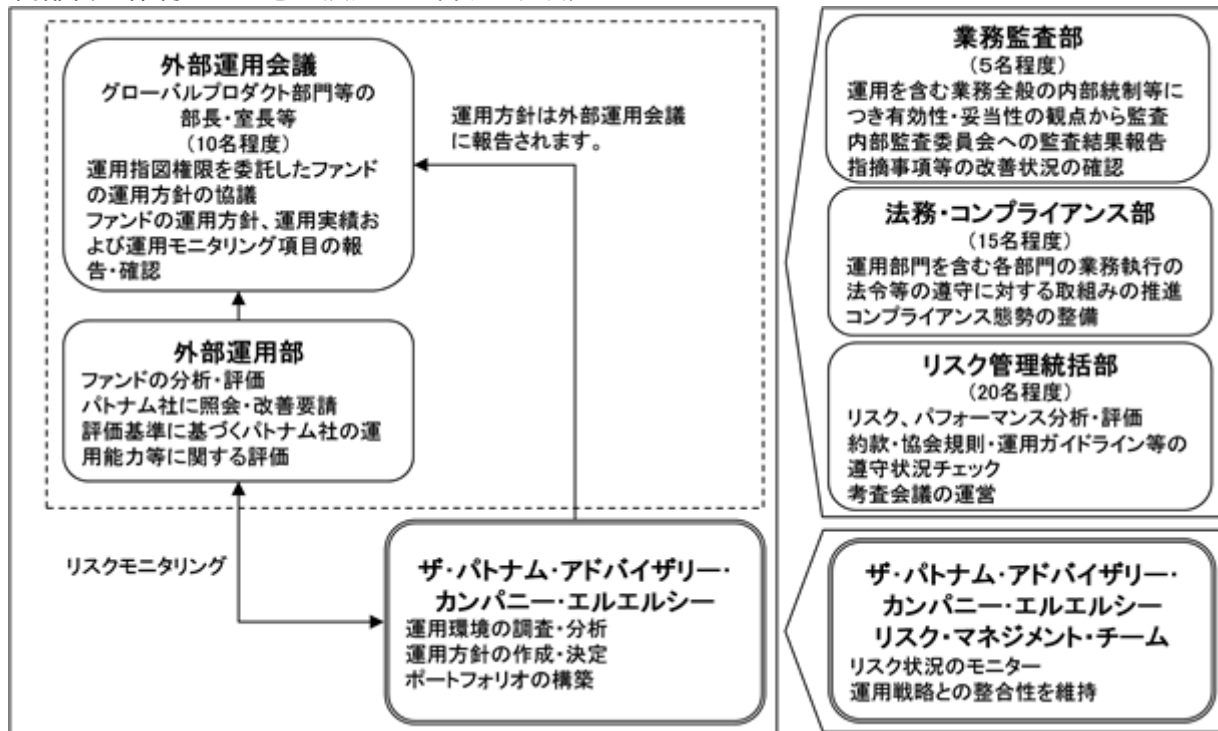 外部運用会議
グローバルプロダクト部門等の
部長・室長等
(10名程度)
運用指図権限を委託したファンド
の運用方針の協議
ファンドの運用方針、運用実績お
よび運用モニタリング項目の報
告・確認
運用方針は外部運用会議
に報告されます。
外部運用部
ファンドの分析・評価
パトナム社に照会・改善要請
評価基準に基づくパトナム社の運
用能力等に関する評価
リスクモニタリング
ザ・パトナム・アドバイザリー・
カンパニー・エルエルシー
運用環境の調査・分析
運用方針の作成・決定
ポートフォリオの構築
業務監査部
(5名程度)
運用を含む業務全般の内部統制等に
つき有効性・妥当性の観点から監査
内部監査委員会への監査結果報告
指摘事項等の改善状況の確認
法務・コンプライアンス部
(15名程度)
運用部門を含む各部門の業務執行の
法令等の遵守に対する取組みの推進
コンプライアンス態勢の整備
リスク管理統括部
(20名程度)
リスク、パフォーマンス分析・評価
約款・協会規則・運用ガイドライン等の
遵守状況チェック
考査会議の運営
ザ・パトナム・アドバイザリー・
カンパニー・エルエルシー
リスク・マネジメント・チーム
リスク状況のモニター
運用戦略との整合性を維持